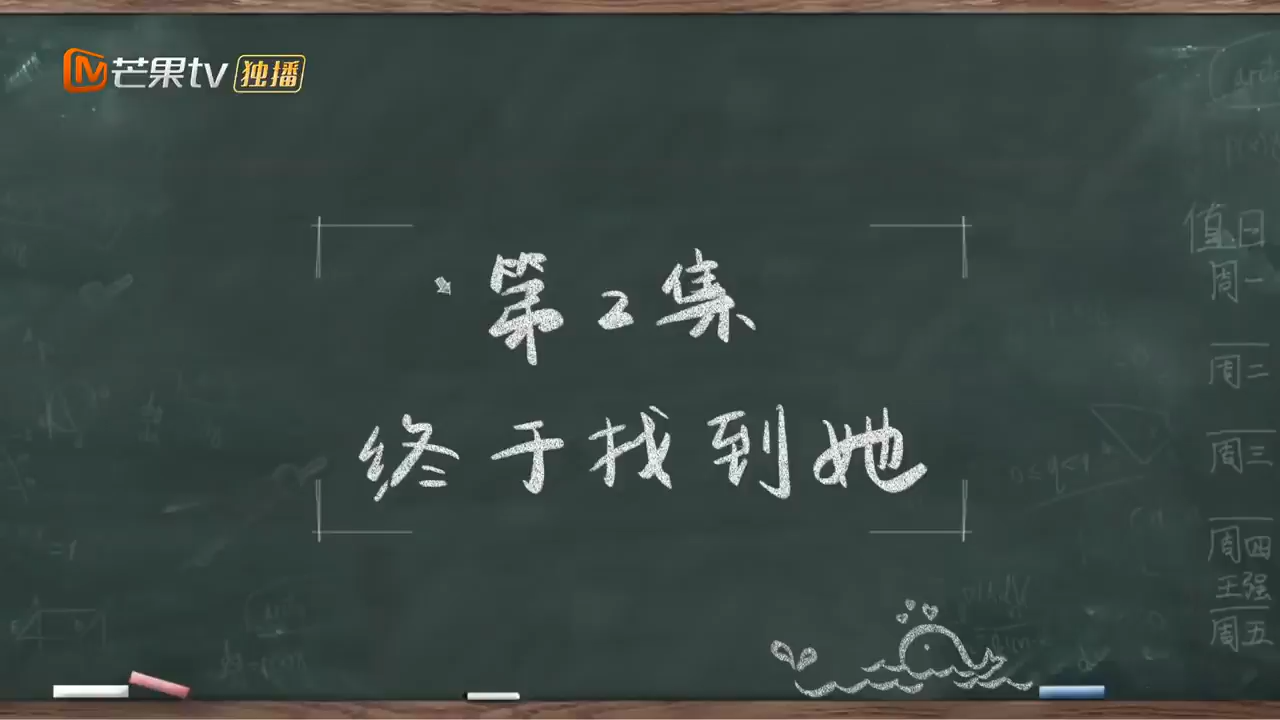 芒果tv 独播
第2集
终于找到她
值日
周一
周二
周三
周四
王强
周五